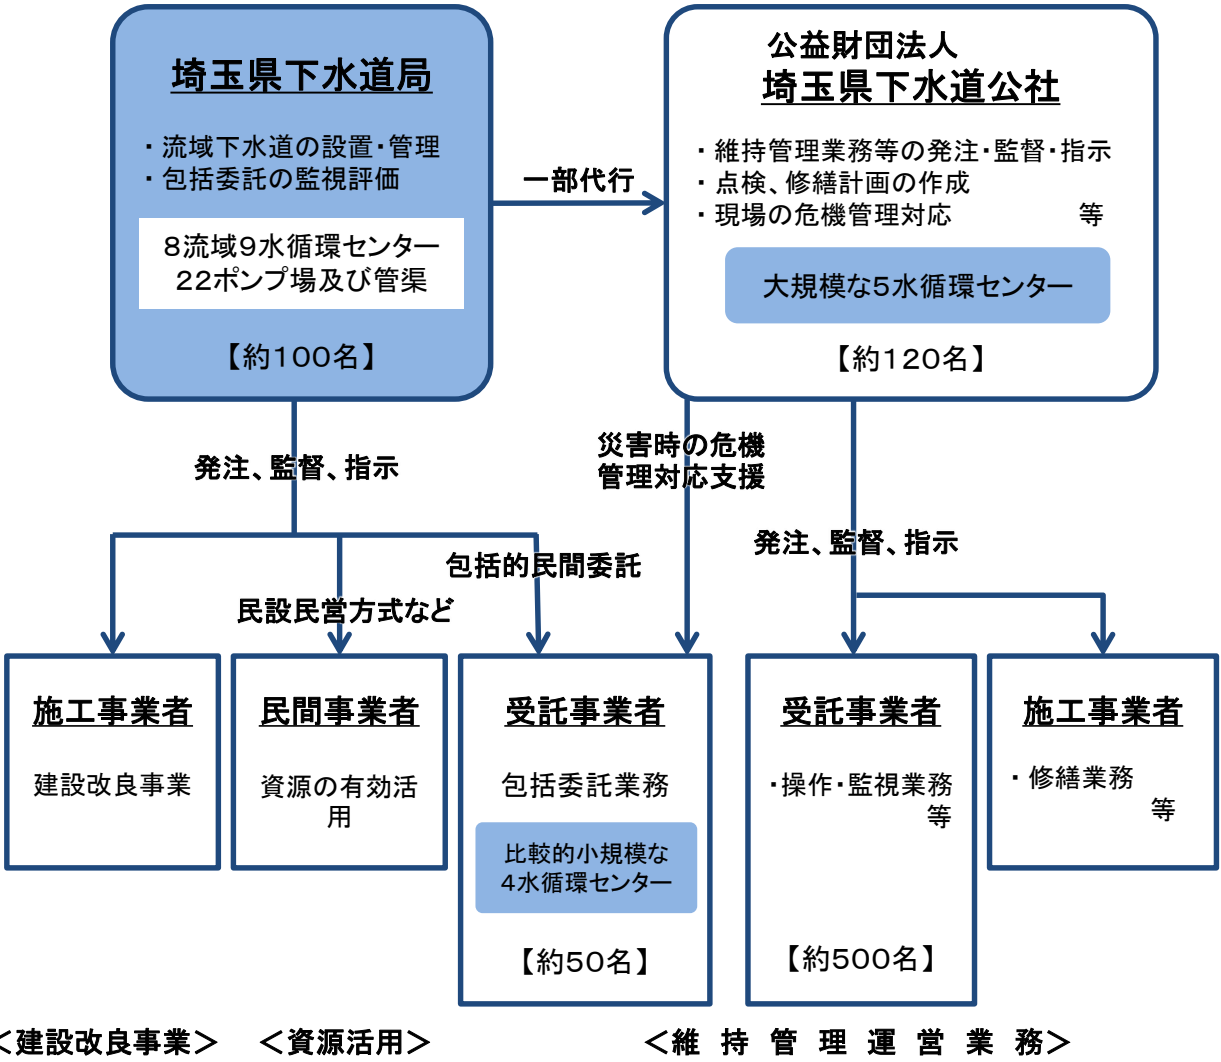 埼玉県下水道局
・流域下水道の設置・管理
・包括委託の監視評価
8流域9水循環センター
22ポンプ場及び管渠
【約100名】
一部代行
公益財団法人
埼玉県下水道公社
・維持管理業務等の発注・監督・指示
・点検、修繕計画の作成
・現場の危機管理対応 等
大規模な5水循環センター
【約120名】
発注、監督、指示
災害時の危機
管理対応支援
発注、監督、指示
包括的民間委託
民設民営方式など
施工事業者
建設改良事業
民間事業者
資源の有効活
用
受託事業者
包括委託業務
比較的小規模な
4水循環センター
【約50名】
受託事業者
・操作・監視業務
等
【約500名】
施工事業者
・修繕業務
等
＜建設改良事業＞
＜資源活用＞
＜維持管理運営業務＞